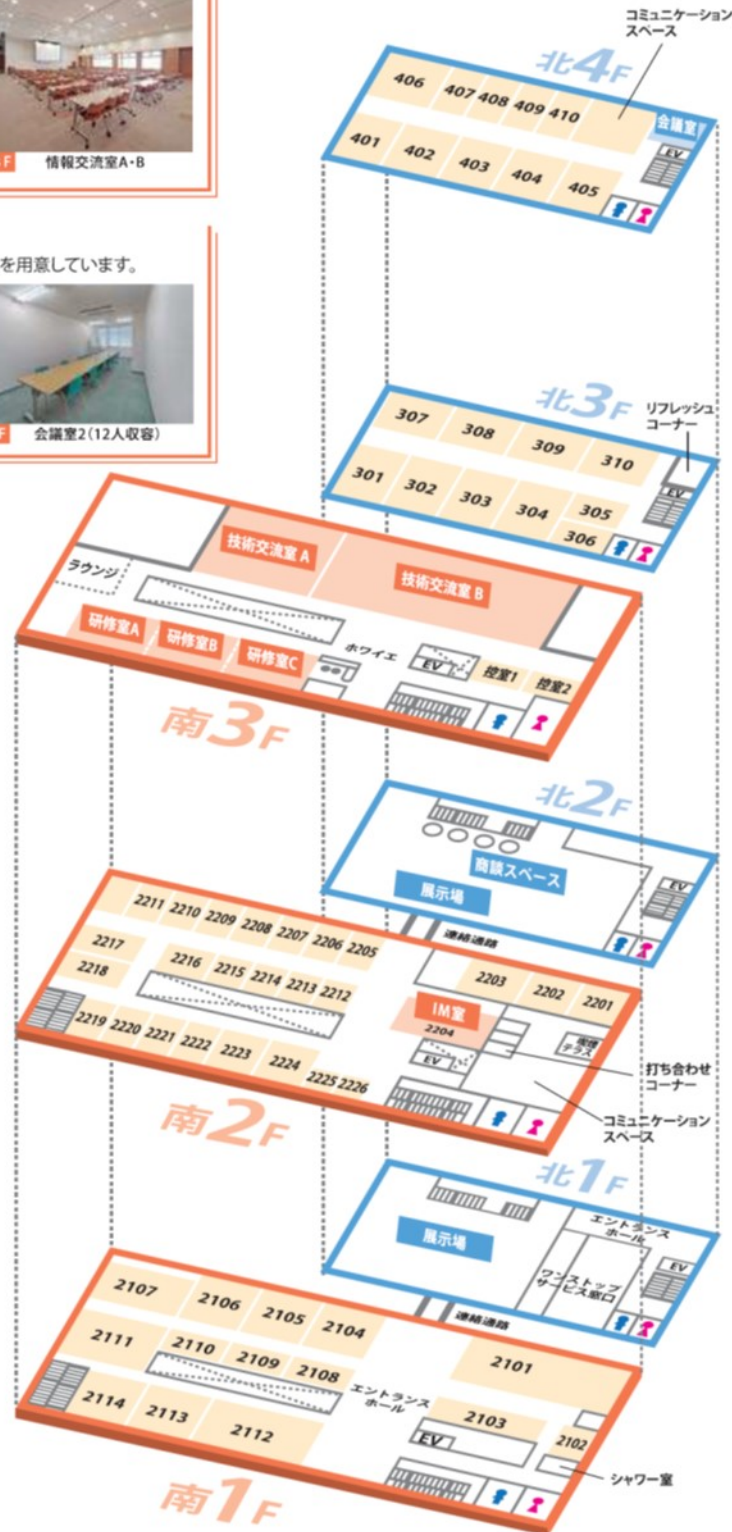 F 情報交流室A・B
を用意しています。
F 会議室2(12人収容)
コミュニケーション
スペース
北4F
406 407 408 409 410
会議室
EV
401 402 403 404 405
北3F
リフレッシュ
コーナー
307 308 309 310
EV
301 302 303 304 305
306
技術交流室 A
技術交流室 B
ラウンジ
研修室A 研修室B 研修室C
ホワイエ
EV
控室1 控室2
南3F
北2F
商談スペース
展示場
EV
連絡通路
2211 2210 2209 2208 2207 2206 2205
2217
2218
2216 2215 2214 2213 2212
2203 2202 2201
IM室
2204
喫煙
テラス
EV
2219 2220 2221 2222 2223 2224 2225 2226
打ち合わせ
コーナー
コミュニケーション
スペース
南2F
北1F
展示場
エントランス
ホール
EV
ワンストップ
サービス窓口
連絡通路
2107 2106 2105 2104
2101
2111 2110 2109 2108
エントランス
ホール
2103
2102
EV
2114 2113 2112
シャワー室
南1F